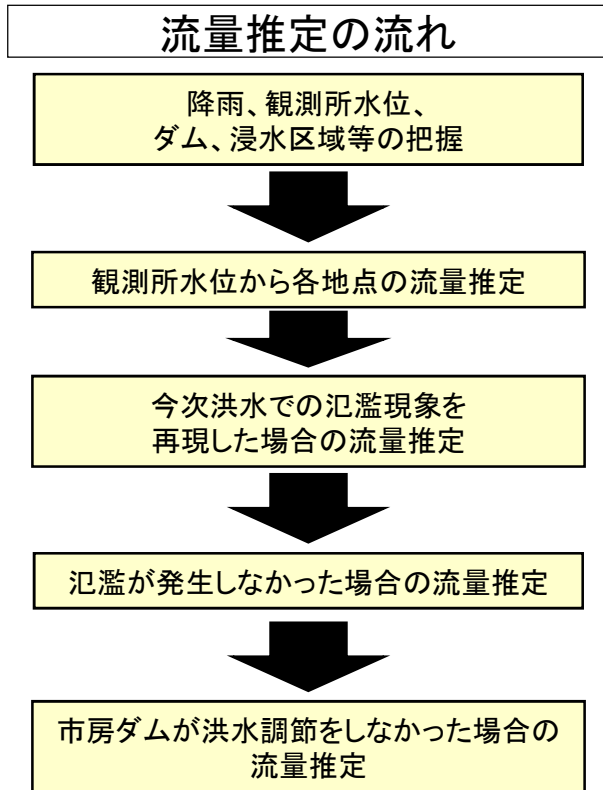 流量推定の流れ
降雨、観測所水位、
ダム、浸水区域等の把握
観測所水位から各地点の流量推定
今次洪水での氾濫現象を
再現した場合の流量推定
氾濫が発生しなかった場合の流量推定
市房ダムが洪水調節をしなかった場合の
流量推定